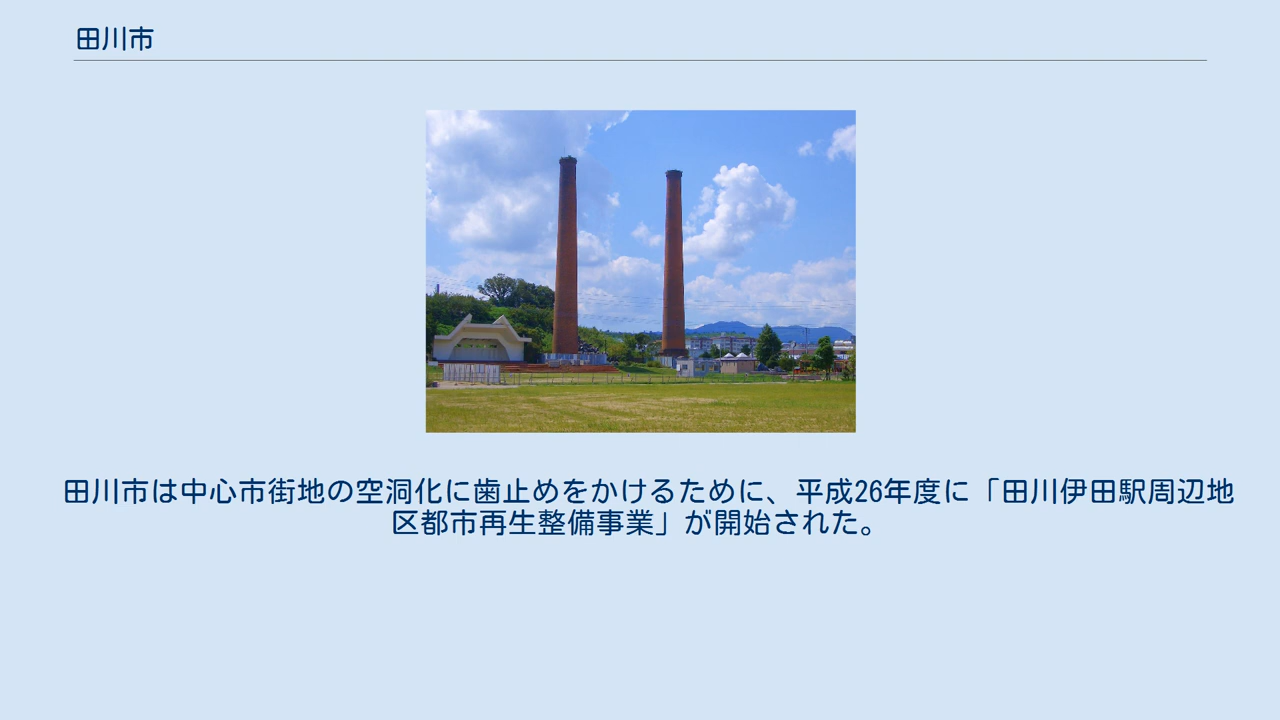 田川市
田川市は中心市街地の空洞化に歯止めをかけるために、平成26年度に「田川伊田駅周辺地
区都市再生整備事業」が開始された。